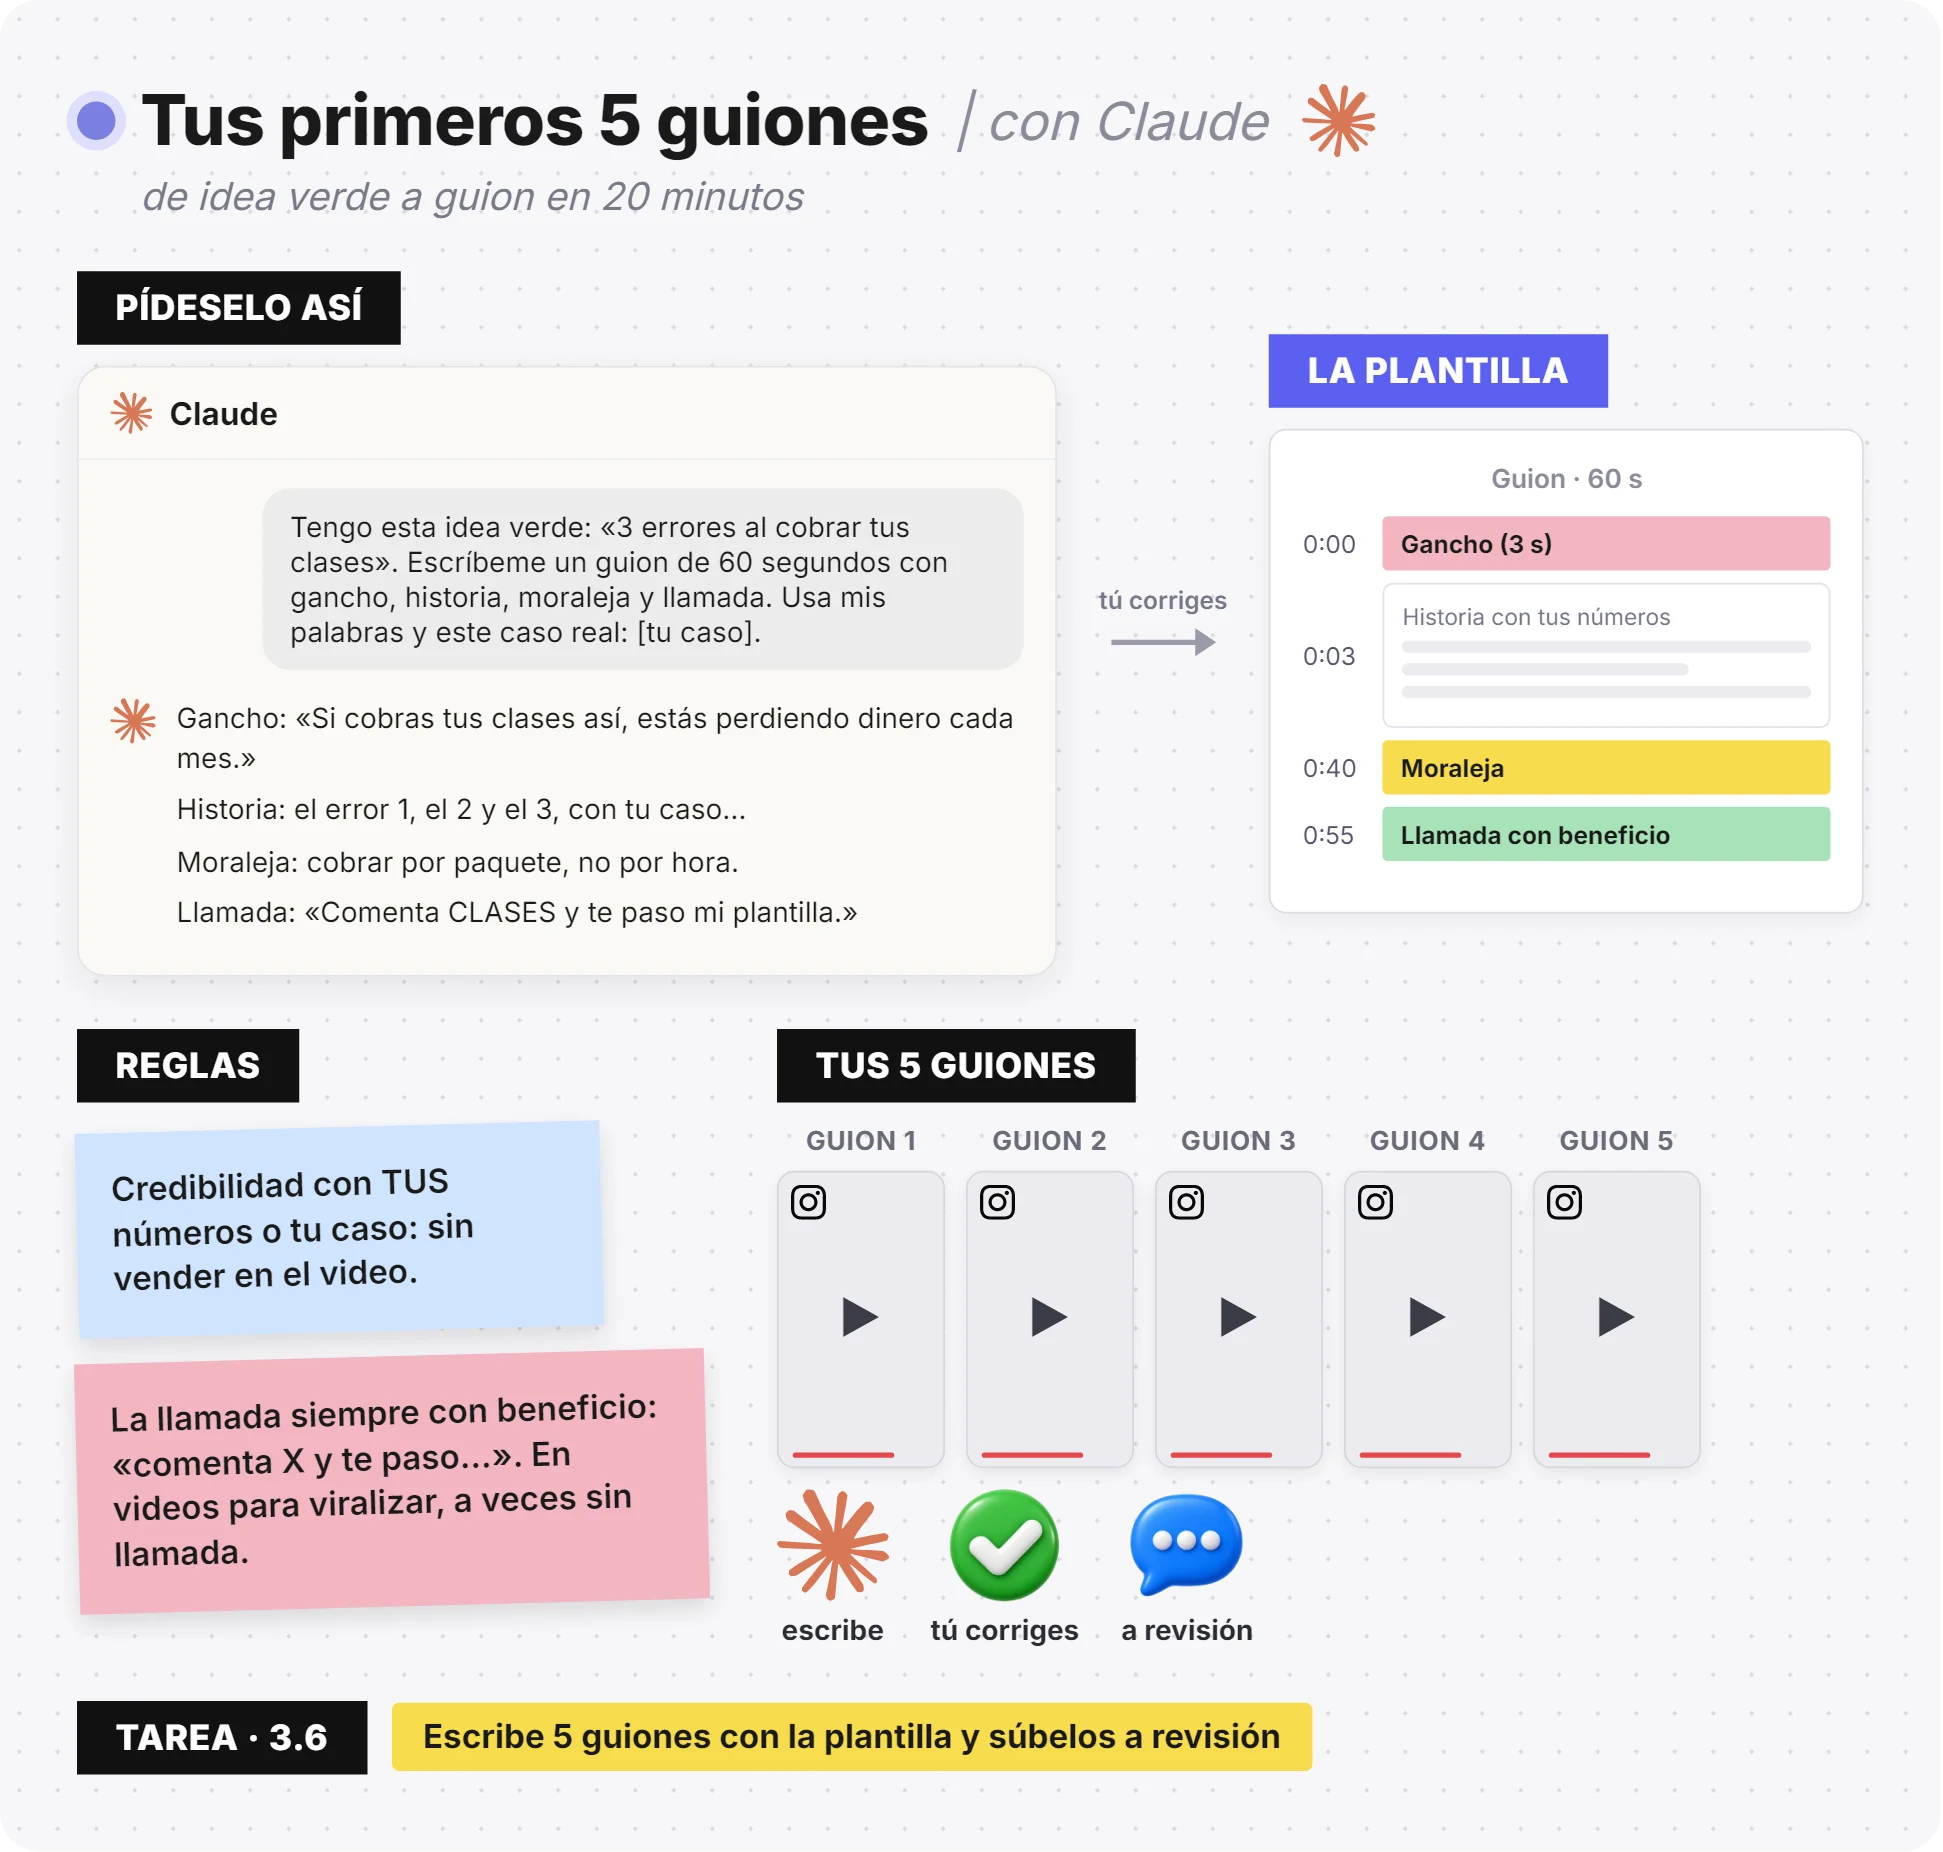 Tus primeros 5 guiones | con Claude
de idea verde a guion en 20 minutos
PÍDESELO ASÍ
Claude
Tengo esta idea verde: «3 errores al cobrar tus
clases». Escríbeme un guion de 60 segundos con
gancho, historia, moraleja y llamada. Usa mis
palabras y este caso real: [tu caso].
Gancho: «Si cobras tus clases así, estás perdiendo dinero cada
mes.»
Historia: el error 1, el 2 y el 3, con tu caso...
Moraleja: cobrar por paquete, no por hora.
Llamada: «Comenta CLASES y te paso mi plantilla.»
tú corriges
LA PLANTILLA
Guion · 60 s
0:00 Gancho (3 s)
0:03 Historia con tus números
0:40 Moraleja
0:55 Llamada con beneficio
REGLAS
Credibilidad con TUS
números o tu caso: sin
vender en el video.
La llamada siempre con beneficio:
«comenta X y te paso...». En
videos para viralizar, a veces sin
llamada.
TUS 5 GUIONES
GUION 1 GUION 2 GUION 3 GUION 4 GUION 5
escribe tú corriges a revisión
TAREA · 3.6 Escribe 5 guiones con la plantilla y súbelos a revisión